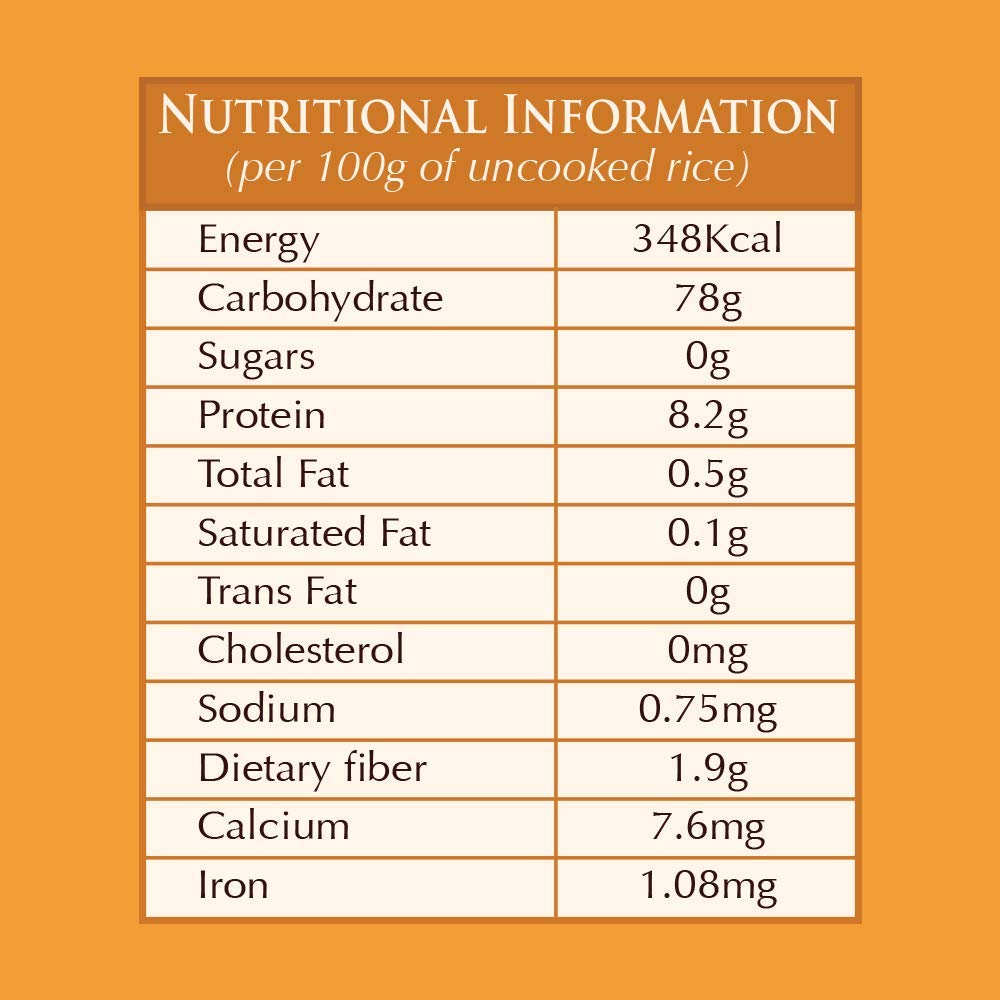 NUTRITIONAL INFORMATION
(per 100g of uncooked rice)
Energy 348Kcal
Carbohydrate 78g
Sugars 0g
Protein 8.2g
Total Fat 0.5g
Saturated Fat 0.1g
Trans Fat 0g
Cholesterol 0mg
Sodium 0.75mg
Dietary fiber 1.9g
Calcium 7.6mg
Iron 1.08mg